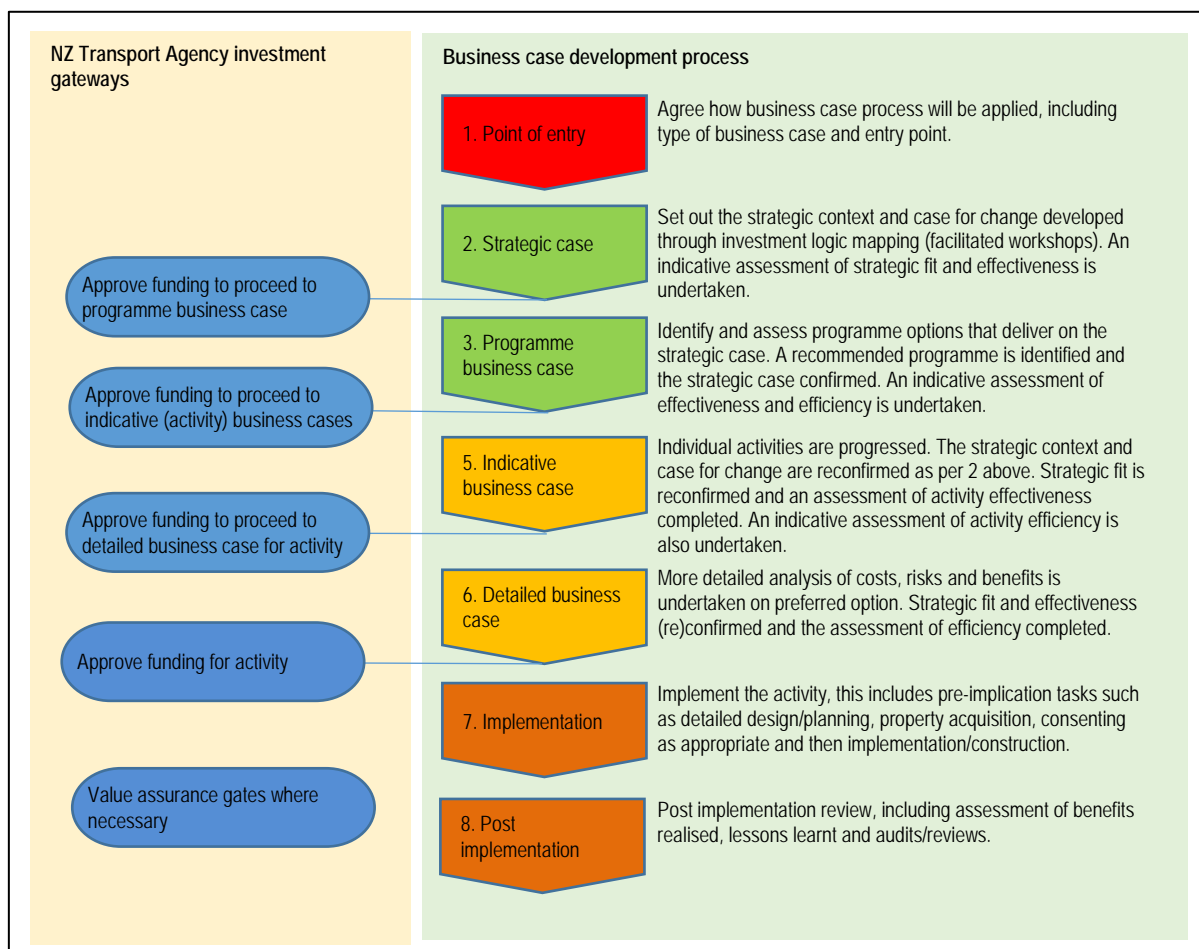 NZ Transport Agency investment
gateways
Approve funding to proceed to
programme business case
Approve funding to proceed to
indicative (activity) business cases
Approve funding to proceed to
detailed business case for activity
Approve funding for activity
Value assurance gates where
necessary
Business case development process
1. Point of entry
Agree how business case process will be applied, including
type of business case and entry point.
2. Strategic case
Set out the strategic context and case for change developed
through investment logic mapping (facilitated workshops). An
indicative assessment of strategic fit and effectiveness is
undertaken.
3. Programme
business case
Identify and assess programme options that deliver on the
strategic case. A recommended programme is identified and
the strategic case confirmed. An indicative assessment of
effectiveness and efficiency is undertaken.
5. Indicative
business case
Individual activities are progressed. The strategic context and
case for change are reconfirmed as per 2 above. Strategic fit is
reconfirmed and an assessment of activity effectiveness
completed. An indicative assessment of activity efficiency is
also undertaken.
6. Detailed business
case
More detailed analysis of costs, risks and benefits is
undertaken on preferred option. Strategic fit and effectiveness
(re)confirmed and the assessment of efficiency completed.
7. Implementation
Implement the activity, this includes pre-implication tasks such
as detailed design/planning, property acquisition, consenting
as appropriate and then implementation/construction.
8. Post
implementation
Post implementation review, including assessment of benefits
realised, lessons learnt and audits/reviews.